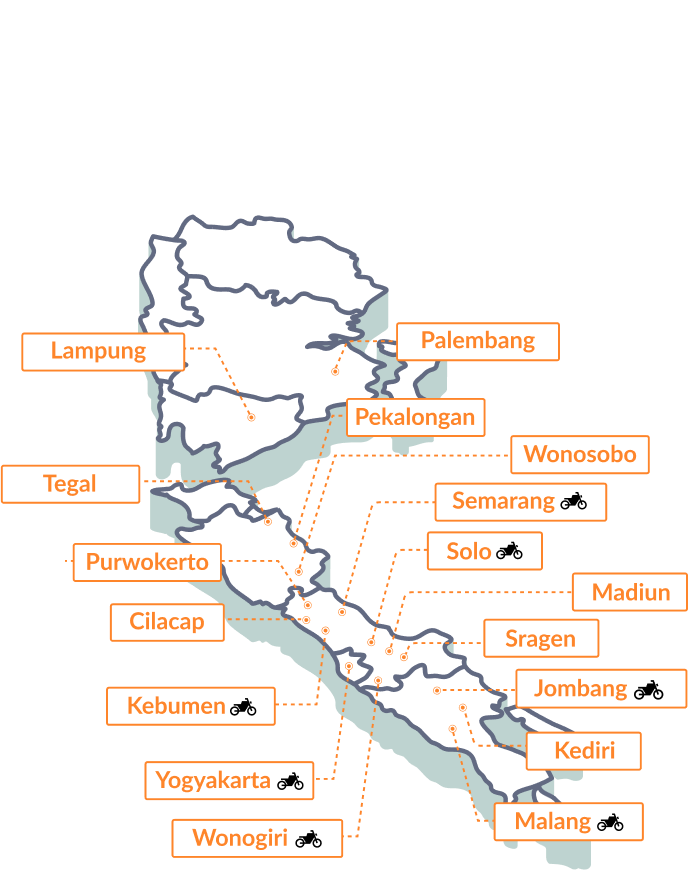 Palembang
Lampung
Pekalongan
Wonosobo
Tegal
Semarang
Solo
Purwokerto
Madiun
Cilacap
Sragen
Jombang
Kebumen
Kediri
Yogyakarta
Malang
Wonogiri